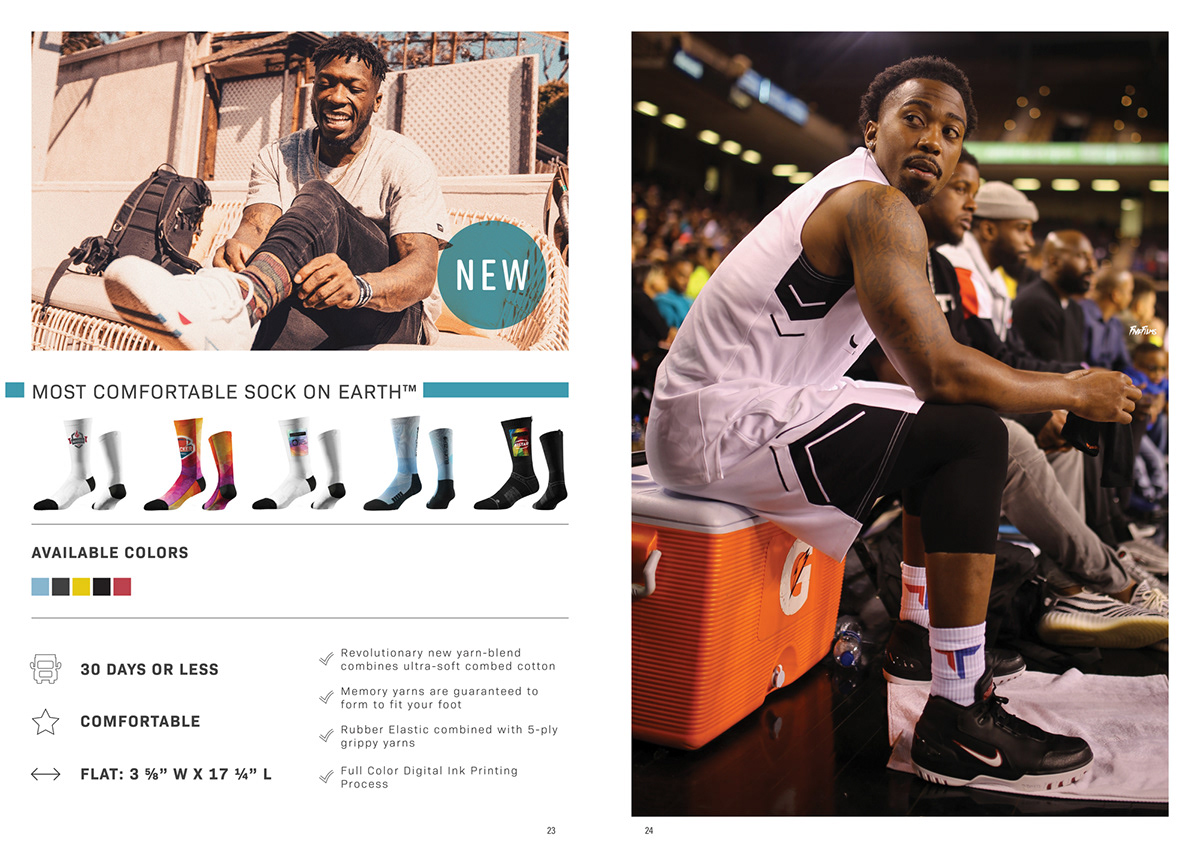 NEW
MOST COMFORTABLE SOCK ON EARTH™
AVAILABLE COLORS
30 DAYS OR LESS
COMFORTABLE
FLAT: 3 ⅝” W X 17 ¼” L
Revolutionary new yarn-blend
combines ultra-soft combed cotton
Memory yarns are guaranteed to
form to fit your foot
Rubber Elastic combined with 5-ply
grippy yarns
Full Color Digital Ink Printing
Process
23
G
FiveFilms
24